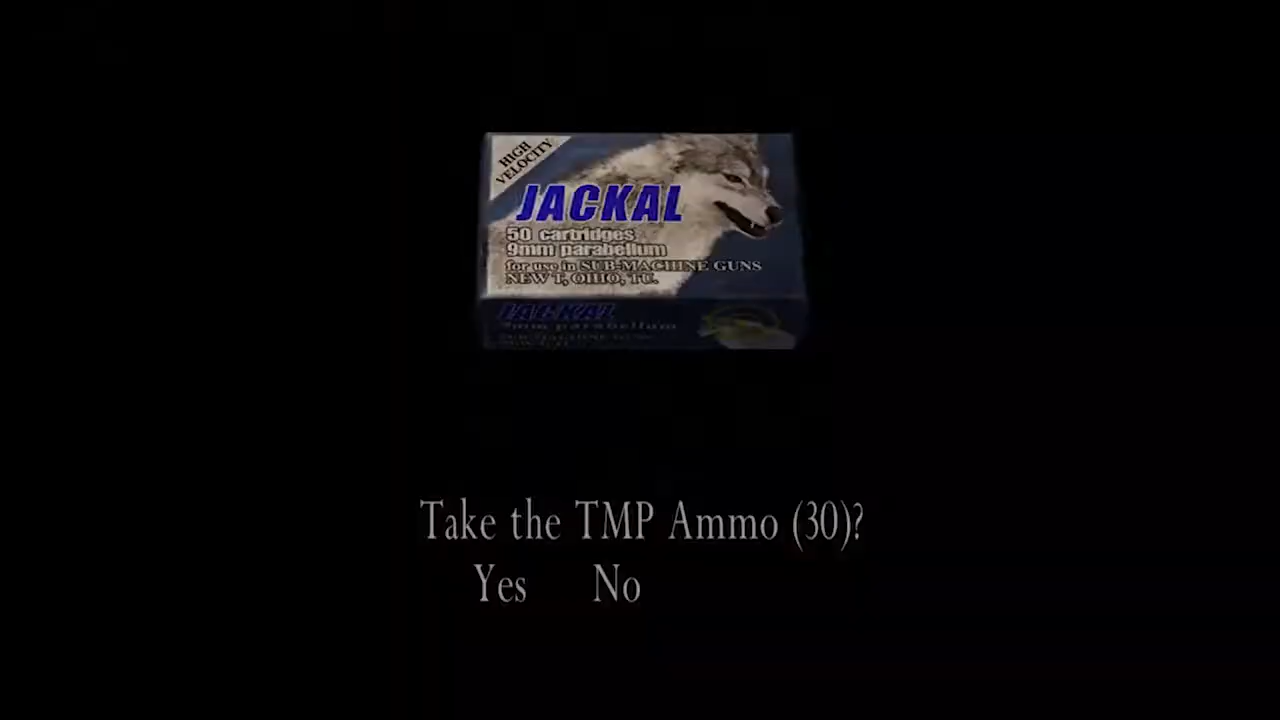 HIGH
VELOCITY
JACKAL
50 cartridges
9mm parabellum
for use in SUB-MACHINE GUNS
NEW T, OHIO, TU.
JACKAL
9mm parabellum
Take the TMP Ammo (30)?
Yes No